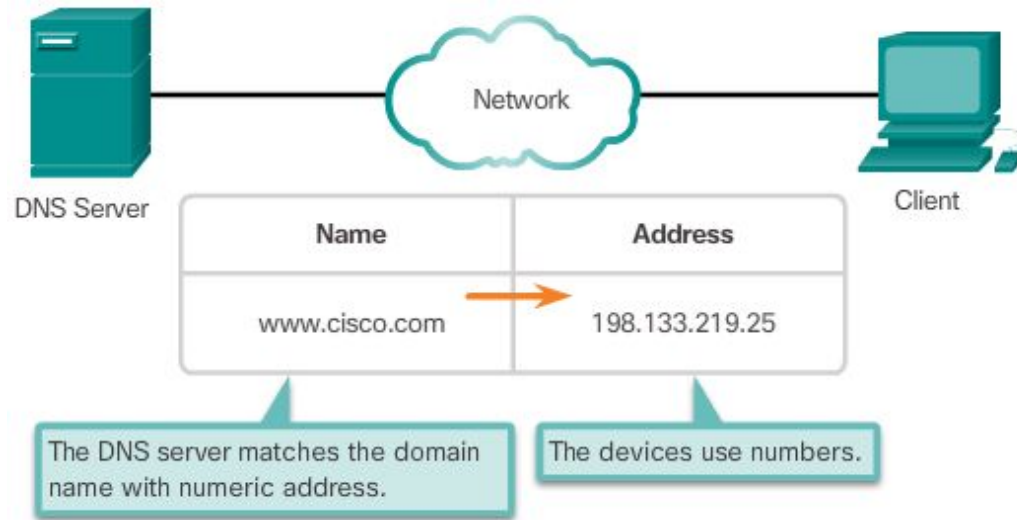 Network
DNS Server
Client
Name
Address
www.cisco.com
198.133.219.25
The DNS server matches the domain
name with numeric address.
The devices use numbers.